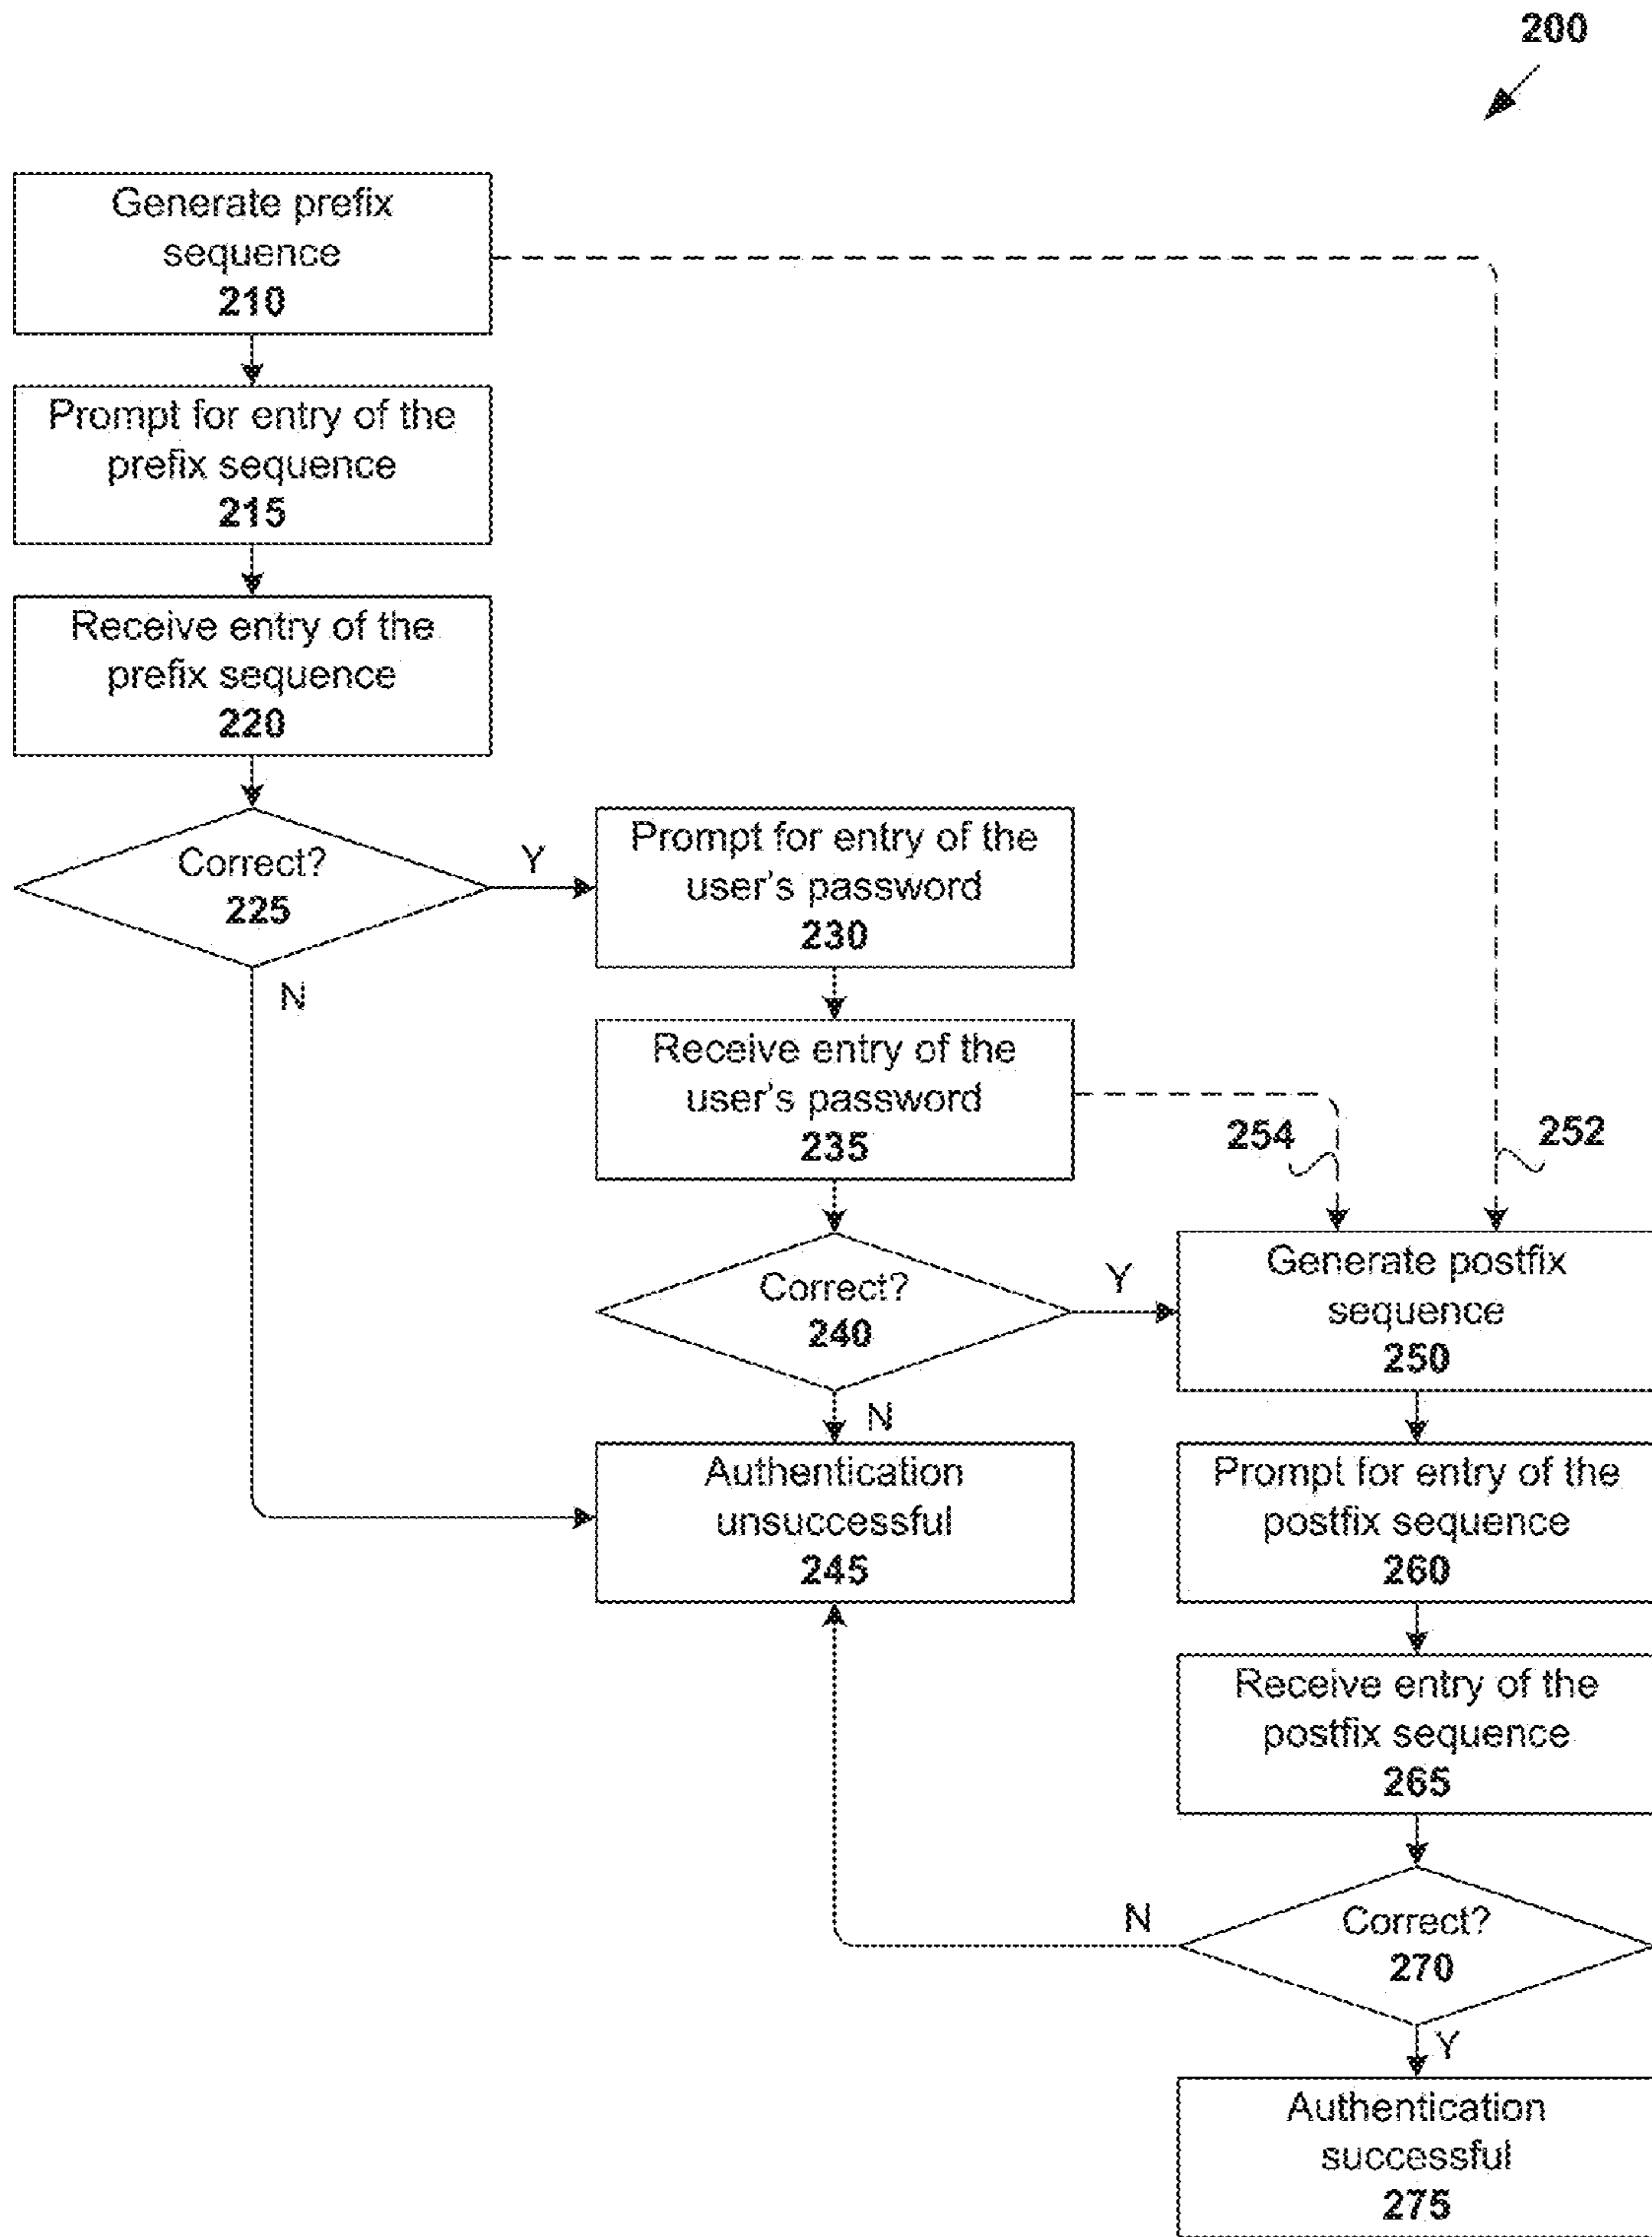 200
Generate prefix
sequence
210
Prompt for entry of the
prefix sequence
215
Receive entry of the
prefix sequence
220
Correct?
225
Y
N
Prompt for entry of the
user's password
230
Receive entry of the
user's password
235
254
252
Correct?
240
Y
N
Generate postfix
sequence
250
Authentication
unsuccessful
245
Prompt for entry of the
postfix sequence
260
Receive entry of the
postfix sequence
265
Correct?
270
N
Y
Authentication
successful
275